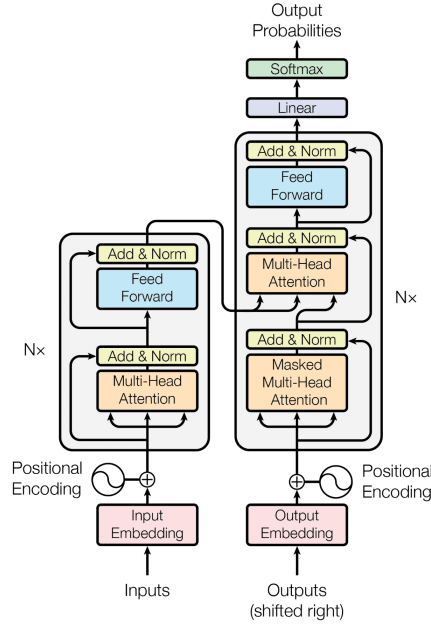 Output
Probabilities
Softmax
Linear
Add & Norm
Feed
Forward
Add & Norm
Multi-Head
Attention
Nx
Add & Norm
Masked
Multi-Head
Attention
Positional
Encoding
Output
Embedding
Outputs
(shifted right)
Add & Norm
Feed
Forward
Nx
Add & Norm
Multi-Head
Attention
Positional
Encoding
Input
Embedding
Inputs